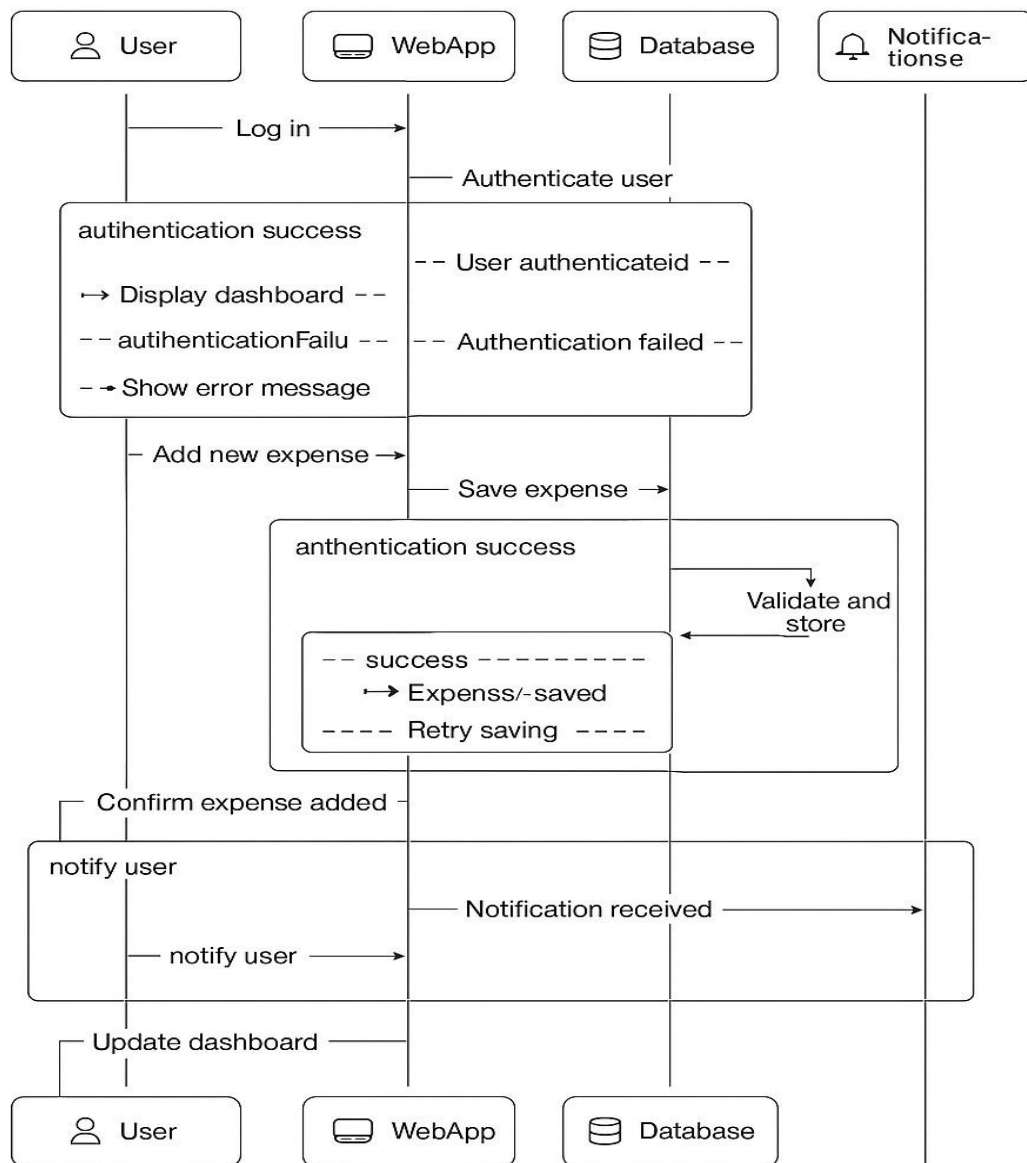 User
WebApp
Database
Notifica-
tionse
Log in
Authenticate user
autihentication success
User authenticateid
Display dashboard
autihenticationFailu
Authentication failed
Show error message
Add new expense
Save expense
anthentication success
Validate and
store
success
Expenss/-saved
Retry saving
Confirm expense added
notify user
Notification received
notify user
Update dashboard
User
WebApp
Database